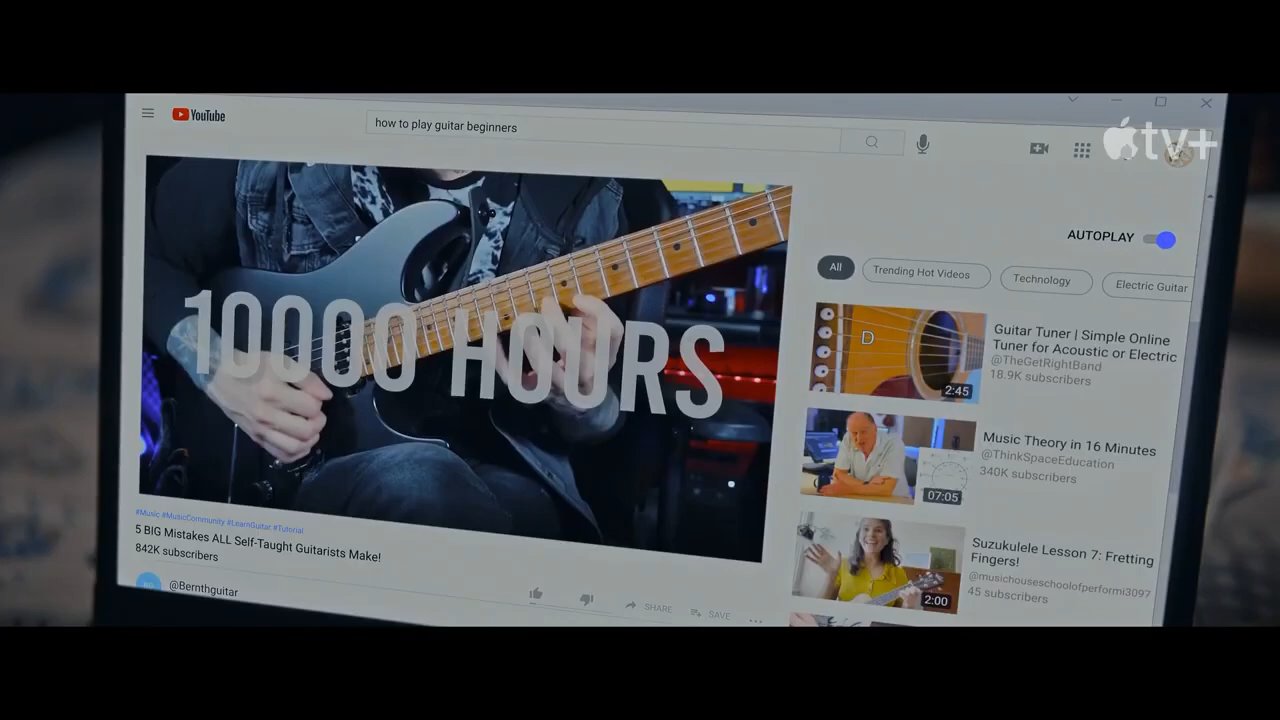 YouTube
how to play guitar beginners
tv+
AUTOPLAY
All
Trending Hot Videos
Technology
Electric Guitar
10000 HOURS
D
2:45
Guitar Tuner | Simple Online
Tuner for Acoustic or Electric
@TheGetRightBand
18.9K subscribers
07:05
Music Theory in 16 Minutes
@ThinkSpaceEducation
340K subscribers
2:00
Suzukulele Lesson 7: Fretting
Fingers!
@musichouseschoolofperformi3097
45 subscribers
#Music #MusicCommunity #LearnGuitar #Tutorial
5 BIG Mistakes ALL Self-Taught Guitarists Make!
842K subscribers
@Bernthguitar
SHARE
SAVE